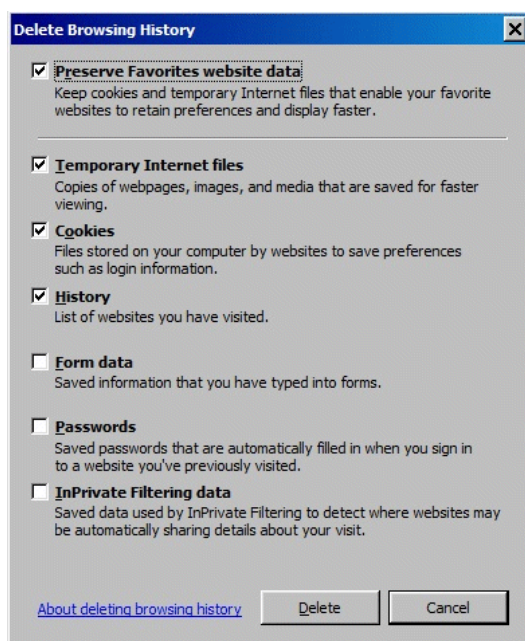 Delete Browsing History
Preserve Favorites website data
Keep cookies and temporary Internet files that enable your favorite
websites to retain preferences and display faster.
Temporary Internet files
Copies of webpages, images, and media that are saved for faster
viewing.
Cookies
Files stored on your computer by websites to save preferences
such as login information.
History
List of websites you have visited.
Form data
Saved information that you have typed into forms.
Passwords
Saved passwords that are automatically filled in when you sign in
to a website you've previously visited.
InPrivate Filtering data
Saved data used by InPrivate Filtering to detect where websites may
be automatically sharing details about your visit.
About deleting browsing history Delete Cancel